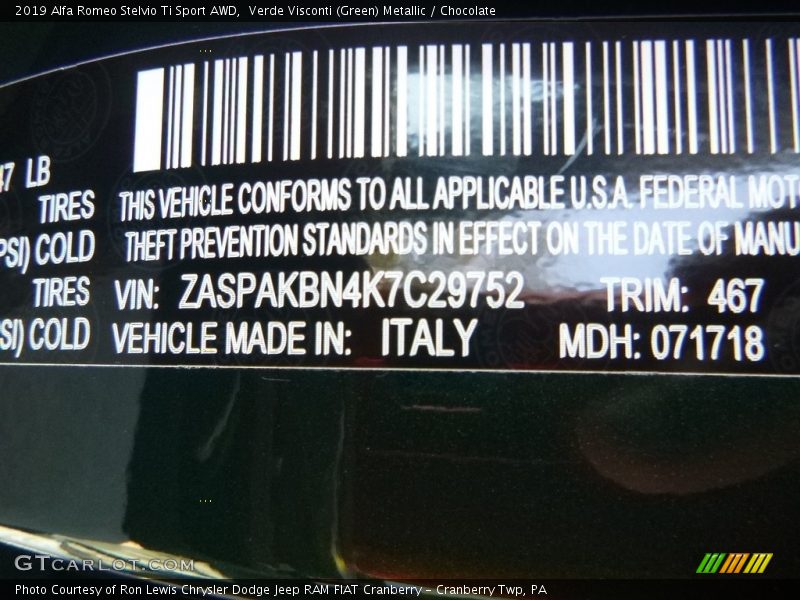 2019 Alfa Romeo Stelvio Ti Sport AWD,  Verde Visconti (Green) Metallic / Chocolate
LB
TIRES THIS VEHICLE CONFORMS TO ALL APPLICABLE U.S.A. FEDERAL MOT
PSI) COLD THEFT PREVENTION STANDARDS IN EFFECT ON THE DATE OF MANU
TIRES VIN: ZASPAKBN4K7C29752 TRIM: 467
SI) COLD VEHICLE MADE IN: ITALY MDH: 071718
GTCARLOT.COM
Photo Courtesy of Ron Lewis Chrysler Dodge Jeep RAM FIAT Cranberry – Cranberry Twp, PA